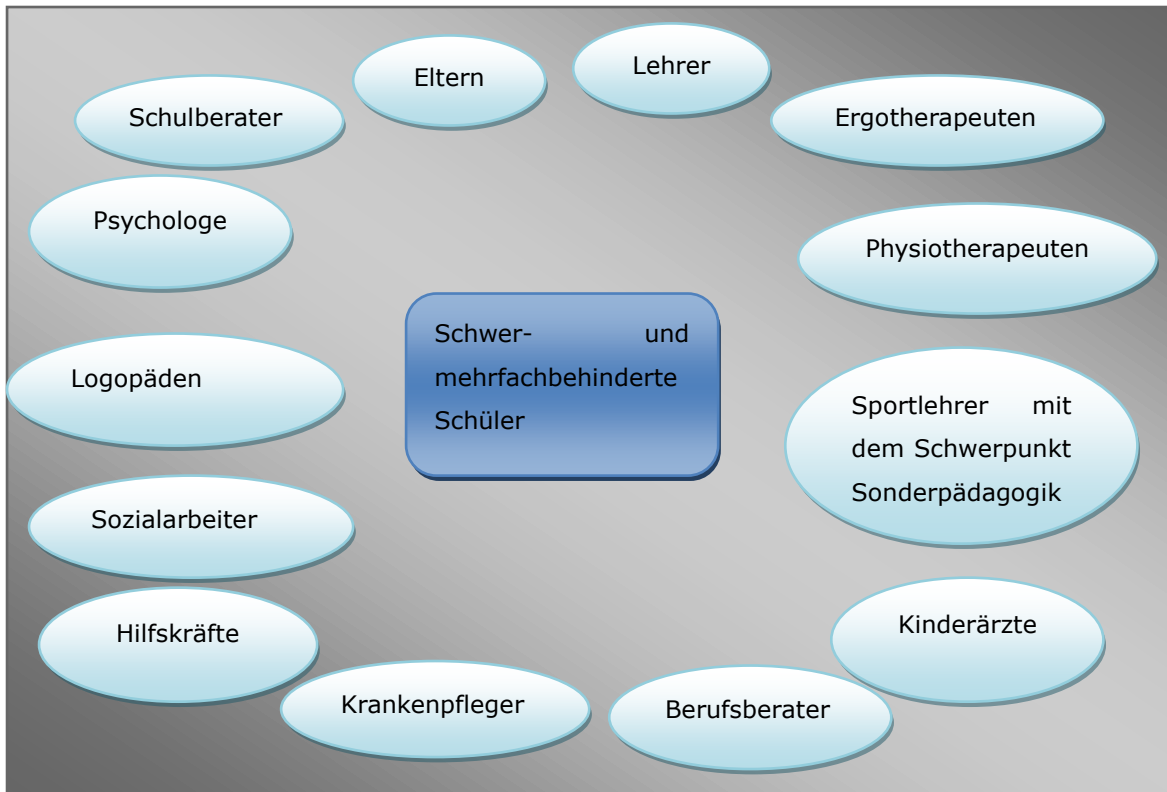 Eltern
Lehrer
Schulberater
Ergotherapeuten
Psychologe
Physiotherapeuten
Schwer- und
mehrfachbehinderte
Schüler
Logopäden
Sportlehrer mit
dem Schwerpunkt
Sonderpädagogik
Sozialarbeiter
Hilfskräfte
Kinderärzte
Krankenpfleger
Berufsberater